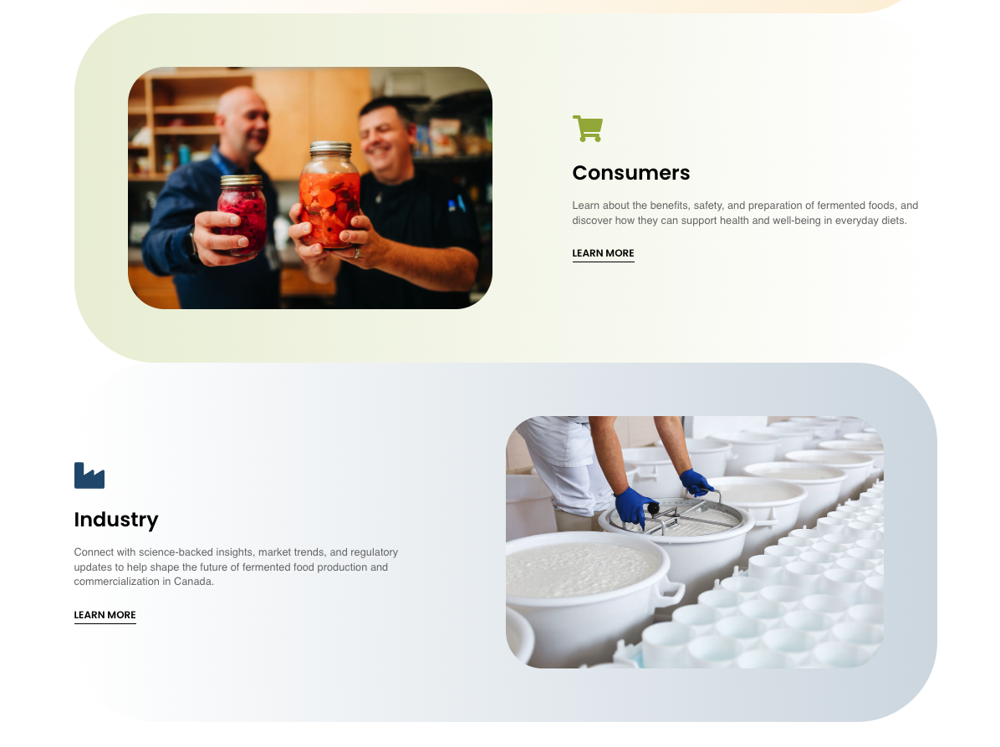 Consumers
Learn about the benefits, safety, and preparation of fermented foods, and
discover how they can support health and well-being in everyday diets.
LEARN MORE
Industry
Connect with science-backed insights, market trends, and regulatory
updates to help shape the future of fermented food production and
commercialization in Canada.
LEARN MORE